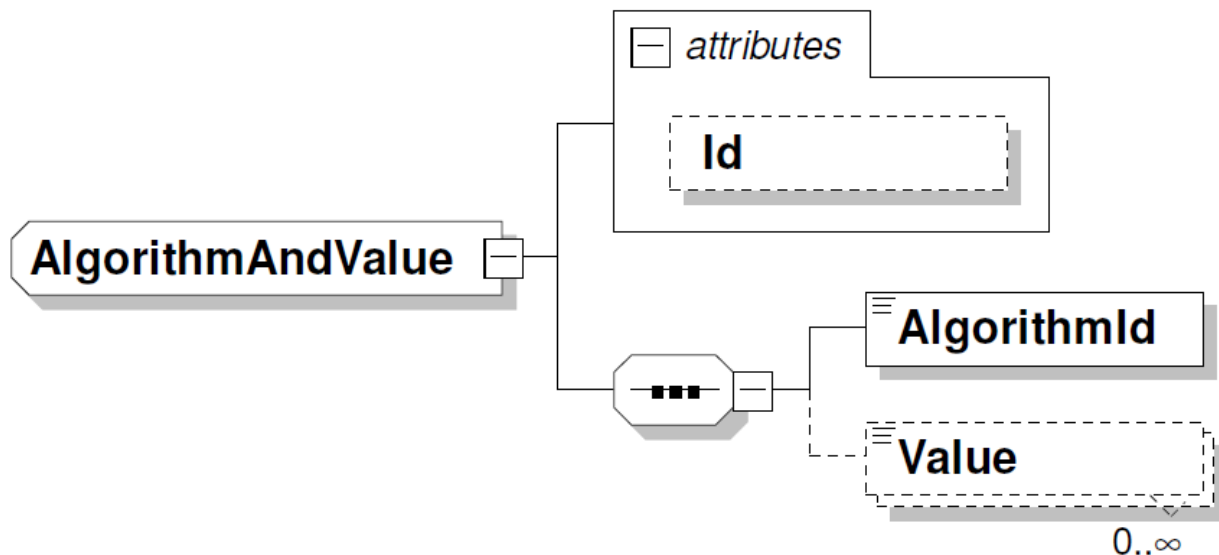 attributes
Id
AlgorithmAndValue
AlgorithmId
Value
0..∞